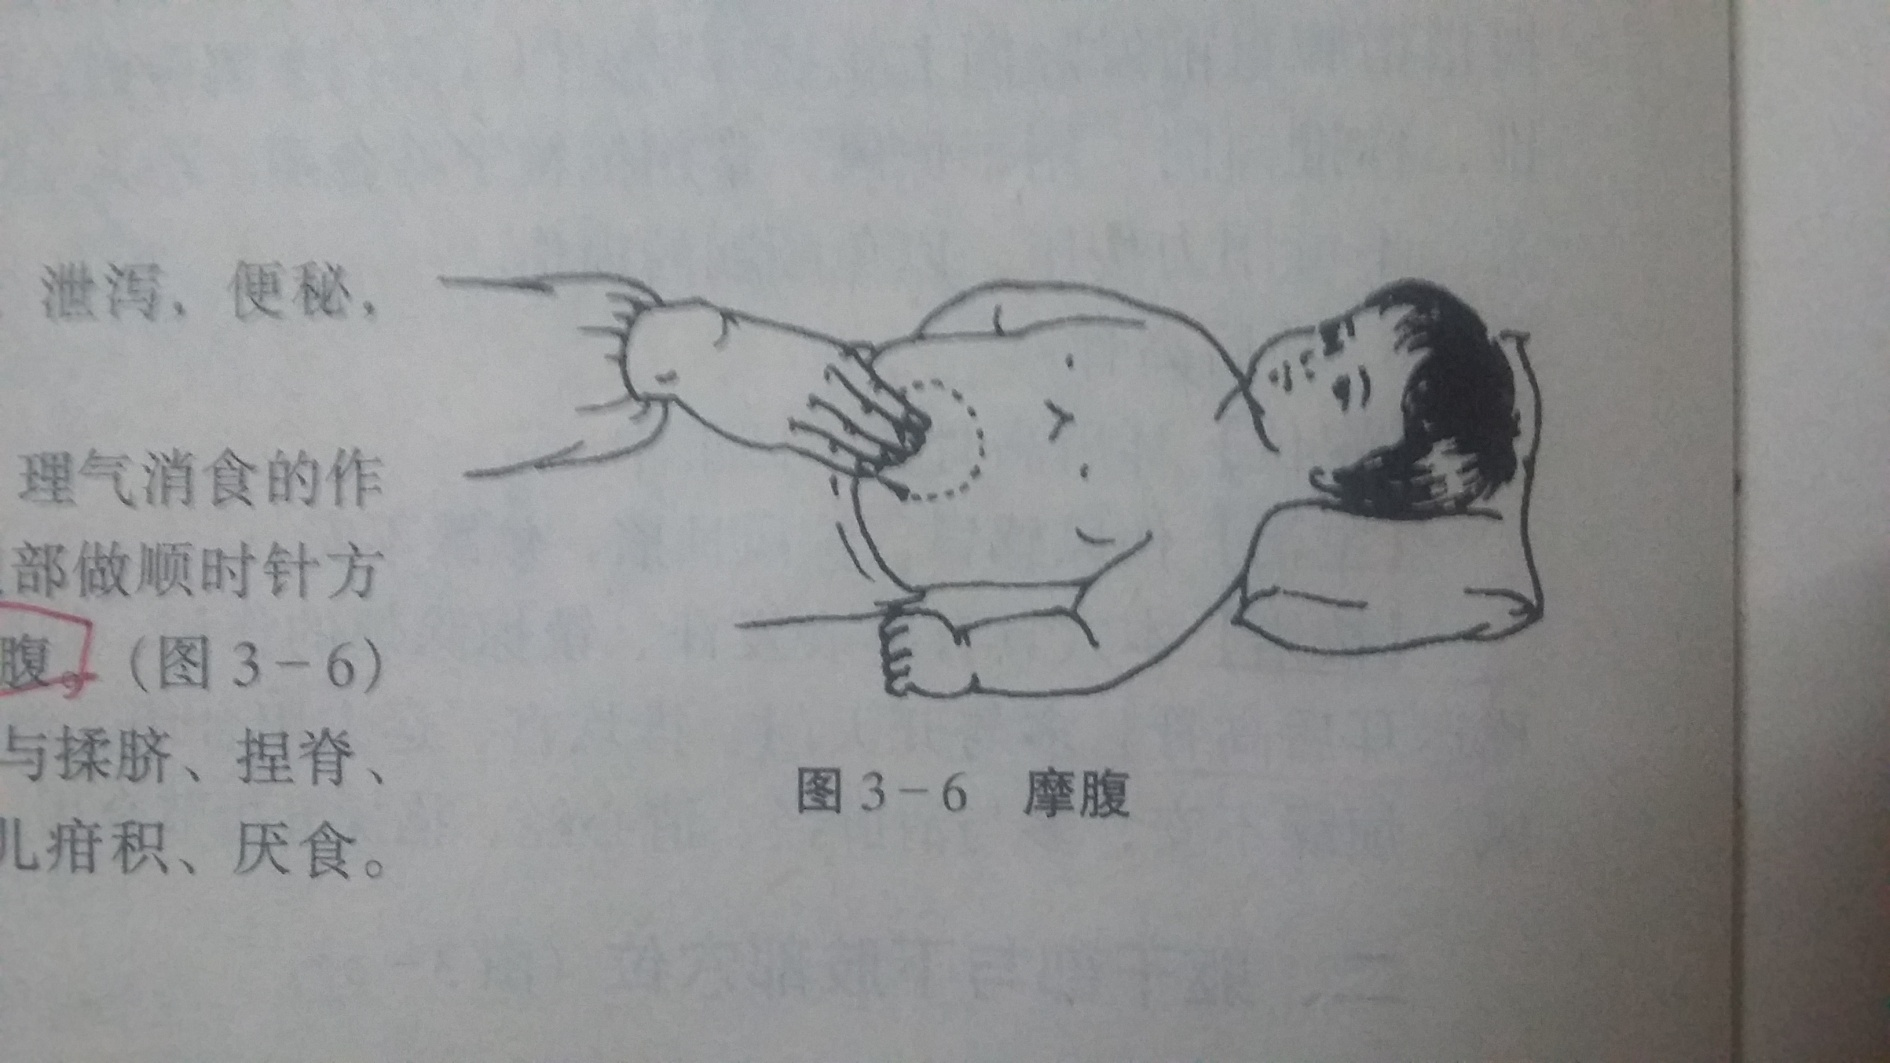 泄泻，便秘，
理气消食的作
部做顺时针方
腹。（图 3-6）
与揉脐、捏脊、
儿疳积、厌食。
图 3-6 摩腹